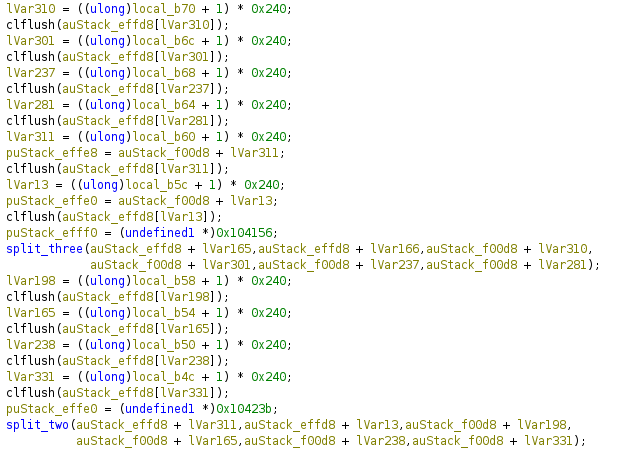 lVar310 = ((ulong)local_b70 + 1) * 0x240;
clflush(auStack_effd8[lVar310]);
lVar301 = ((ulong)local_b6c + 1) * 0x240;
clflush(auStack_effd8[lVar301]);
lVar237 = ((ulong)local_b68 + 1) * 0x240;
clflush(auStack_effd8[lVar237]);
lVar281 = ((ulong)local_b64 + 1) * 0x240;
clflush(auStack_effd8[lVar281]);
lVar311 = ((ulong)local_b60 + 1) * 0x240;
puStack_effe8 = auStack_f00d8 + lVar311;
clflush(auStack_effd8[lVar311]);
lVar13 = ((ulong)local_b5c + 1) * 0x240;
puStack_effe0 = auStack_f00d8 + lVar13;
clflush(auStack_effd8[lVar13]);
puStack_efff0 = (undefined1 *)0x104156;
split_three(auStack_effd8 + lVar165,auStack_effd8 + lVar166,auStack_f00d8 + lVar310,
auStack_f00d8 + lVar301,auStack_f00d8 + lVar237,auStack_f00d8 + lVar281);
lVar198 = ((ulong)local_b58 + 1) * 0x240;
clflush(auStack_effd8[lVar198]);
lVar165 = ((ulong)local_b54 + 1) * 0x240;
clflush(auStack_effd8[lVar165]);
lVar238 = ((ulong)local_b50 + 1) * 0x240;
clflush(auStack_effd8[lVar238]);
lVar331 = ((ulong)local_b4c + 1) * 0x240;
clflush(auStack_effd8[lVar331]);
puStack_effe0 = (undefined1 *)0x10423b;
split_two(auStack_effd8 + lVar311,auStack_effd8 + lVar13,auStack_f00d8 + lVar198,
auStack_f00d8 + lVar165,auStack_f00d8 + lVar238,auStack_f00d8 + lVar331);